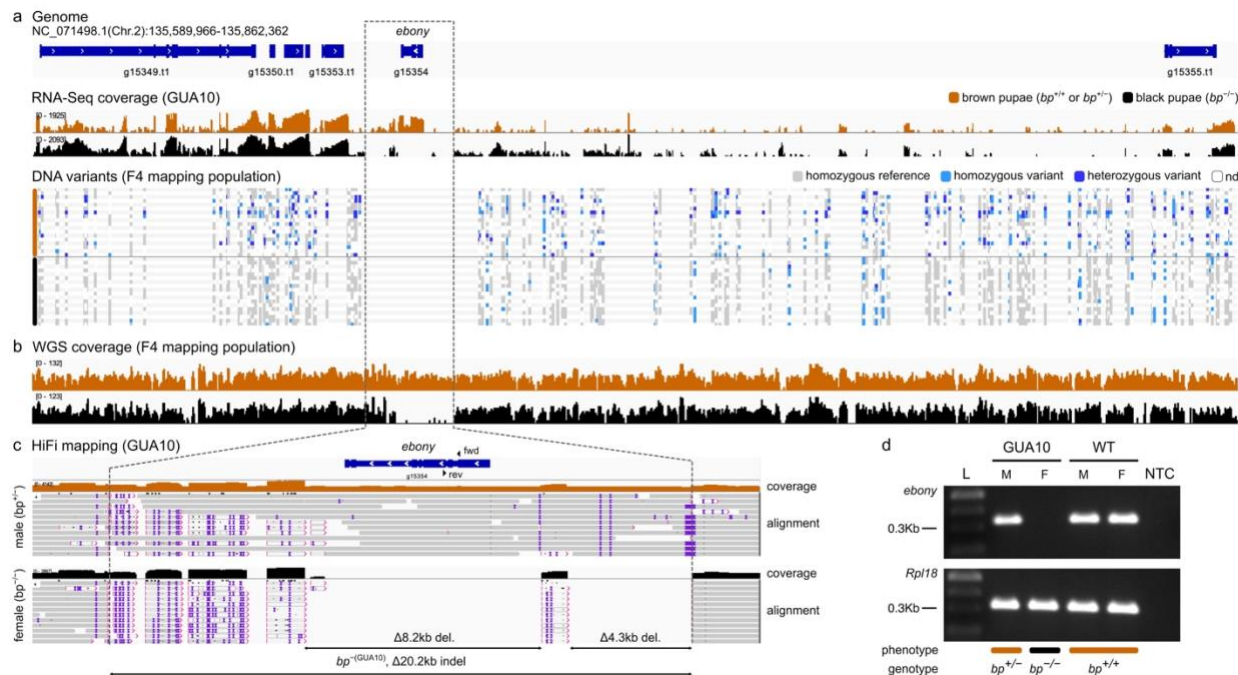 a Genome
NC_071498.1(Chr.2):135,589,966-135,862,362
ebony
g15349.t1 g15350.t1 g15353.t1 g15354 g15355.t1
RNA-Seq coverage (GUA10) brown pupae (bp+/+ or bp+/−) black pupae (bp−/−)
[0 - 1925]
[0 - 2093]
DNA variants (F4 mapping population) homozygous reference homozygous variant heterozygous variant nd
b WGS coverage (F4 mapping population)
[0 - 132]
[0 - 123]
c HiFi mapping (GUA10)
ebony
fwd
g15354
rev
male (bp+/−)
coverage
alignment
female (bp−/−)
coverage
alignment
Δ8.2kb del. Δ4.3kb del.
bp−(GUA10), Δ20.2kb indel
d
GUA10 WT
L M F M F NTC
ebony
0.3Kb
Rpl18
0.3Kb
phenotype
genotype bp+/− bp−/− bp+/+